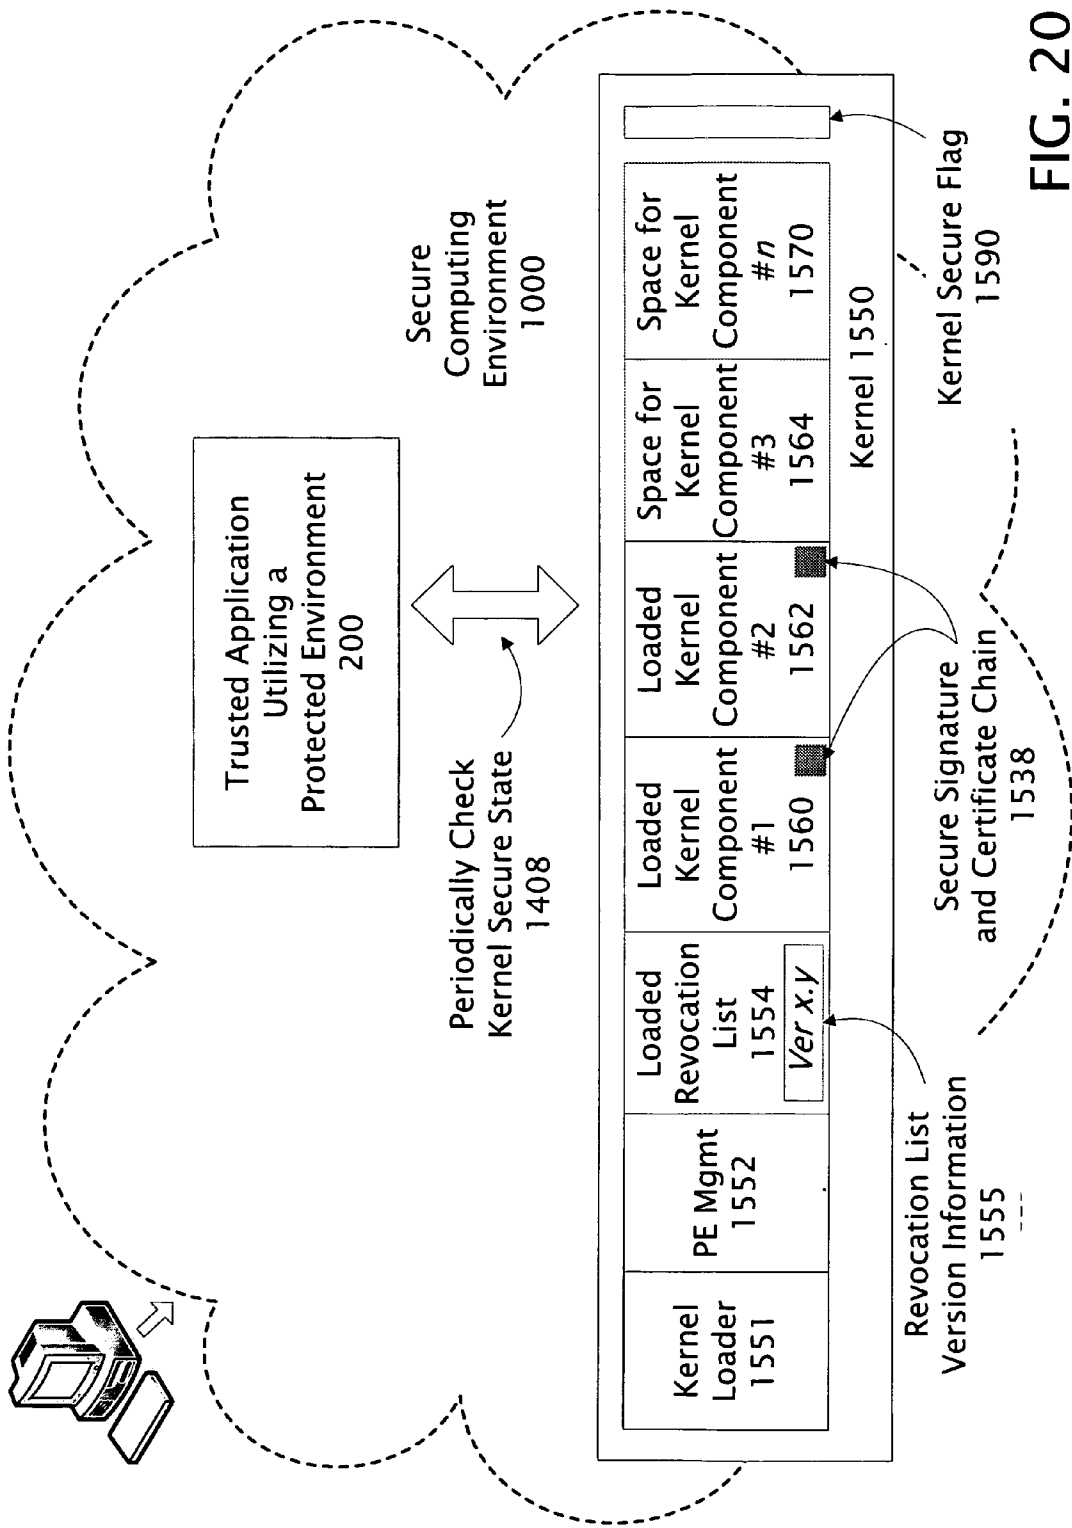 Secure
Computing
Environment
1000
Trusted Application
Utilizing a
Protected Environment
200
Periodically Check
Kernel Secure State
1408
Kernel
Loader
1551
PE Mgmt
1552
Loaded
Revocation
List
1554
Ver x.y
Loaded
Kernel
Component
#1
1560
Loaded
Kernel
Component
#2
1562
Space for
Kernel
Component
#3
1564
Space for
Kernel
Component
#n
1570
Kernel 1550
Revocation List
Version Information
1555
Secure Signature
and Certificate Chain
1538
Kernel Secure Flag
1590
FIG. 20